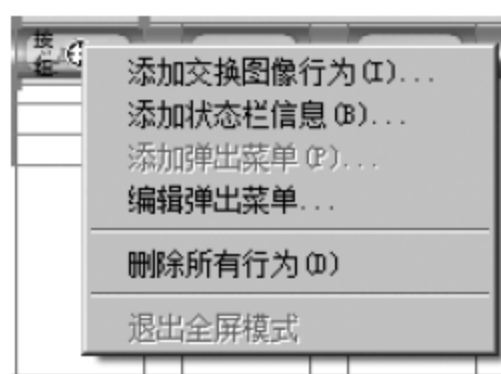 按
钮
添加交换图像行为(I)...
添加状态栏信息(B)...
添加弹出菜单(P)...
编辑弹出菜单...
删除所有行为(D)
退出全屏模式